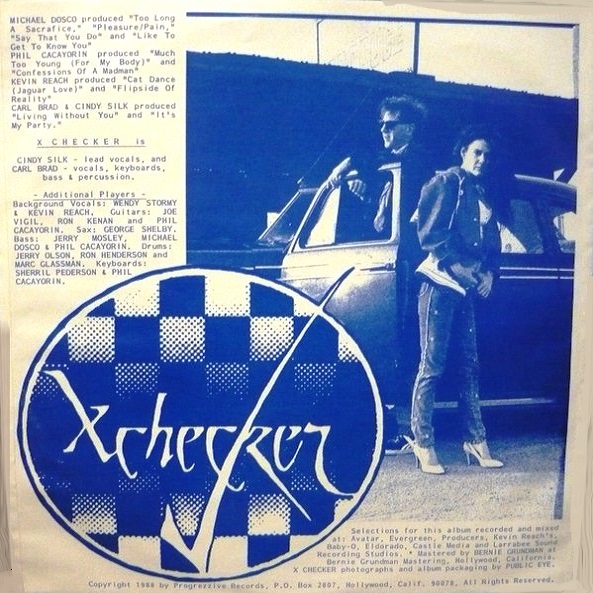 MICHAEL DOSCO produced "Too Long
A Sacrafice," "Pleasure/Pain,"
"Say That You Do" and "Like To
Get To Know You"
PHIL CACAYORIN produced "Much
Too Young (For My Body)" and
"Confessions Of A Madman"
KEVIN REACH produced "Cat Dance
(Jaguar Love)" and "Flipside Of
Reality"
CARL BRAD & CINDY SILK produced
"Living Without You" and "It's
My Party."
X CHECKER is
CINDY SILK - lead vocals, and
CARL BRAD - vocals, keyboards,
bass & percussion.
- Additional Players -
Background Vocals: WENDY STORMY
& KEVIN REACH. Guitars: JOE
VIGIL, RON KENAN and PHIL
CACAYORIN. Sax: GEORGE SHELBY.
Bass: JERRY MOSLEY, MICHAEL
DOSCO & PHIL CACAYORIN. Drums:
JERRY OLSON, RON HENDERSON and
MARC GLASSMAN. Keyboards:
SHERRIL PEDERSON & PHIL
CACAYORIN.
Xchecker
Selections for this album recorded and mixed
at: Avatar, Evergreen, Producers, Kevin Reach's,
Baby-O, Eldorado, Castle Media and Larrabee Sound
Recording Studios. * Mastered by BERNIE GRUNDMAN at
Bernie Grundman Mastering, Hollywood, California.
X CHECKER photographs and album packaging by PUBLIC EYE.
Copyright 1988 by Progrezzive Records, P.O. Box 2807, Hollywood, Calif. 90078, All Rights Reserved.